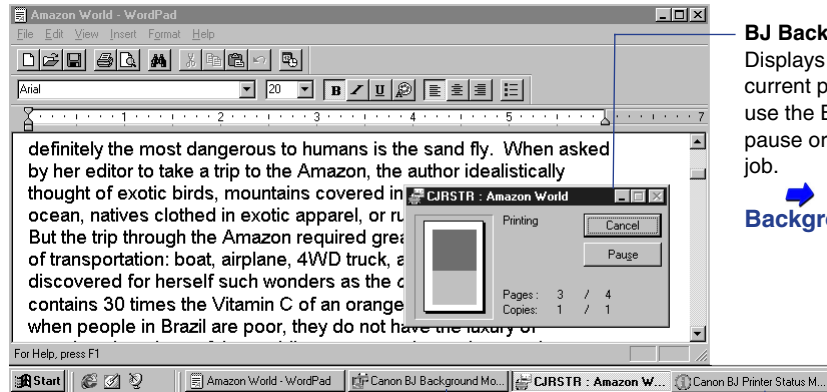 Amazon World - WordPad
File Edit View Insert Format Help
Arial 20 B I U
1 2 3 4 5 7
definitely the most dangerous to humans is the sand fly. When asked
by her editor to take a trip to the Amazon, the author idealistically
thought of exotic birds, mountains covered in
ocean, natives clothed in exotic apparel, or ru
But the trip through the Amazon required grea
of transportation: boat, airplane, 4WD truck, a
discovered for herself such wonders as the
contains 30 times the Vitamin C of an orange
when people in Brazil are poor, they do not have the luxury of
CJRSTR : Amazon World
Printing
Cancel
Pause
Pages : 3 / 4
Copies: 1 / 1
For Help, press F1
Start Amazon World - WordPad Canon BJ Background Mo... CJRSTR : Amazon W... Canon BJ Printer Status M...
BJ Back
Displays
current p
use the B
pause or
job.
Backgro